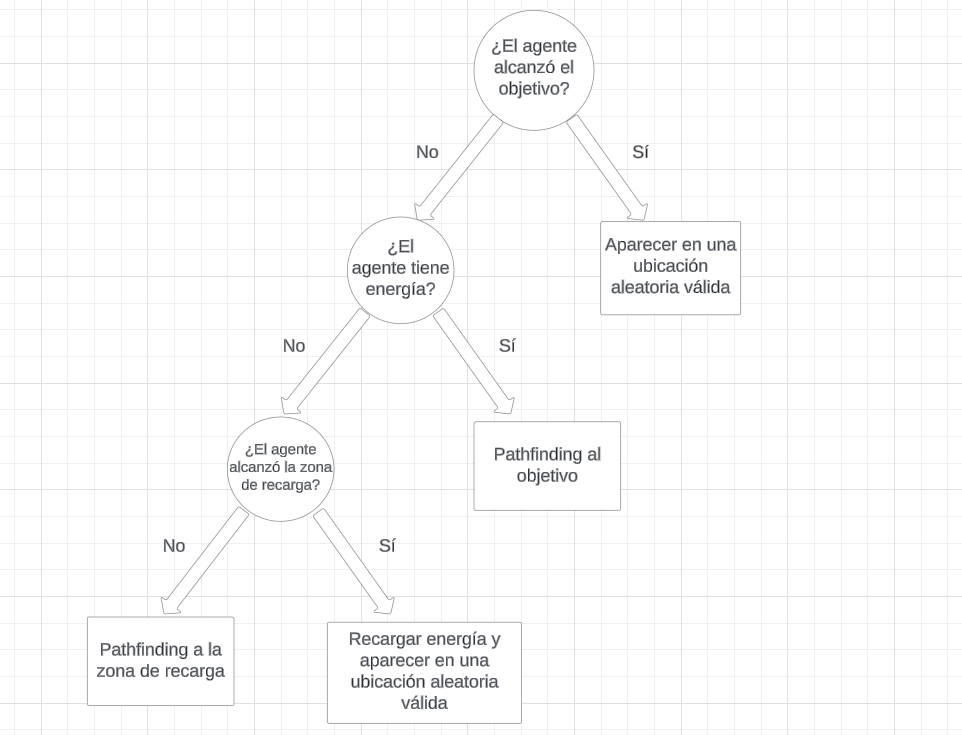 ¿El agente
alcanzó el
objetivo?
No
Sí
¿El
agente tiene
energía?
Aparecer en una
ubicación
aleatoria válida
No
Sí
¿El agente
alcanzó la zona
de recarga?
Pathfinding al
objetivo
No
Sí
Pathfinding a la
zona de recarga
Recargar energía y
aparecer en una
ubicación aleatoria
válida